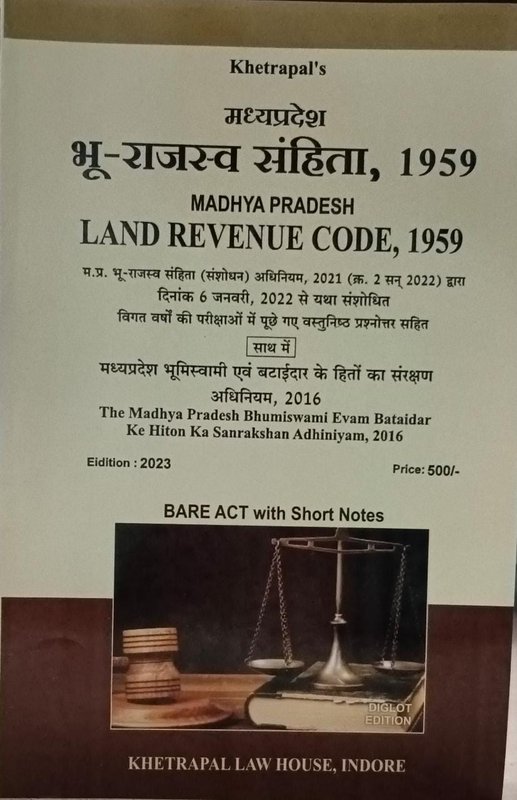 Khetrapal's
मध्यप्रदेश
भू-राजस्व संहिता, 1959
MADHYA PRADESH
LAND REVENUE CODE, 1959
म.प्र. भू-राजस्व संहिता (संशोधन) अधिनियम, 2021 (क्र. 2 सन् 2022) द्वारा
दिनांक 6 जनवरी, 2022 से यथा संशोधित
विगत वर्षों की परीक्षाओं में पूछे गए वस्तुनिष्ठ प्रश्नोत्तर सहित
साथ में
मध्यप्रदेश भूमिस्वामी एवं बटाईदार के हितों का संरक्षण
अधिनियम, 2016
The Madhya Pradesh Bhumiswami Evam Bataidar
Ke Hiton Ka Sanrakshan Adhiniyam, 2016
Eidition : 2023
Price: 500/-
BARE ACT with Short Notes
DIGLOT
EDITION
KHETRAPAL LAW HOUSE, INDORE